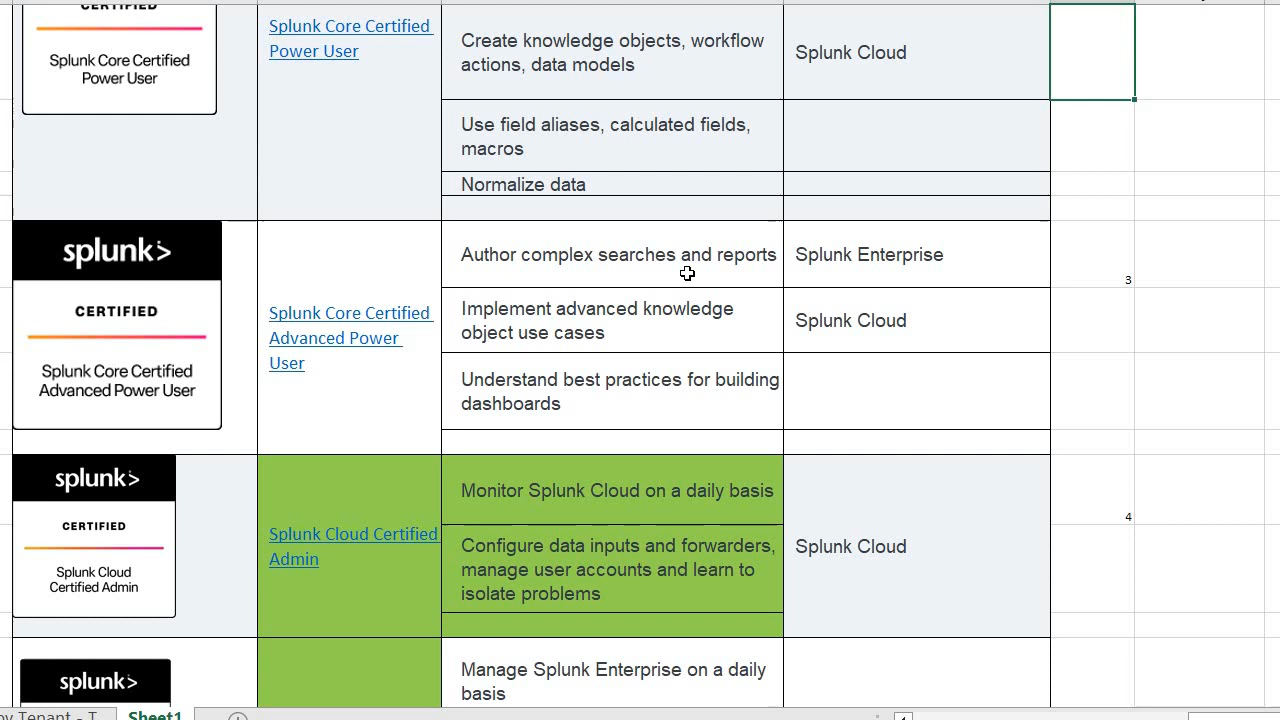 CERTIFIED
Splunk Core Certified
Power User
Splunk Core Certified
Power User
Create knowledge objects, workflow
actions, data models
Splunk Cloud
Use field aliases, calculated fields,
macros
Normalize data
splunk>
CERTIFIED
Splunk Core Certified
Advanced Power User
Splunk Core Certified
Advanced Power
User
Author complex searches and reports
Splunk Enterprise
3
Implement advanced knowledge
object use cases
Splunk Cloud
Understand best practices for building
dashboards
splunk>
CERTIFIED
Splunk Cloud
Certified Admin
Splunk Cloud Certified
Admin
Monitor Splunk Cloud on a daily basis
4
Configure data inputs and forwarders,
manage user accounts and learn to
isolate problems
Splunk Cloud
splunk>
Manage Splunk Enterprise on a daily
basis
Tenant - T
Sheet1